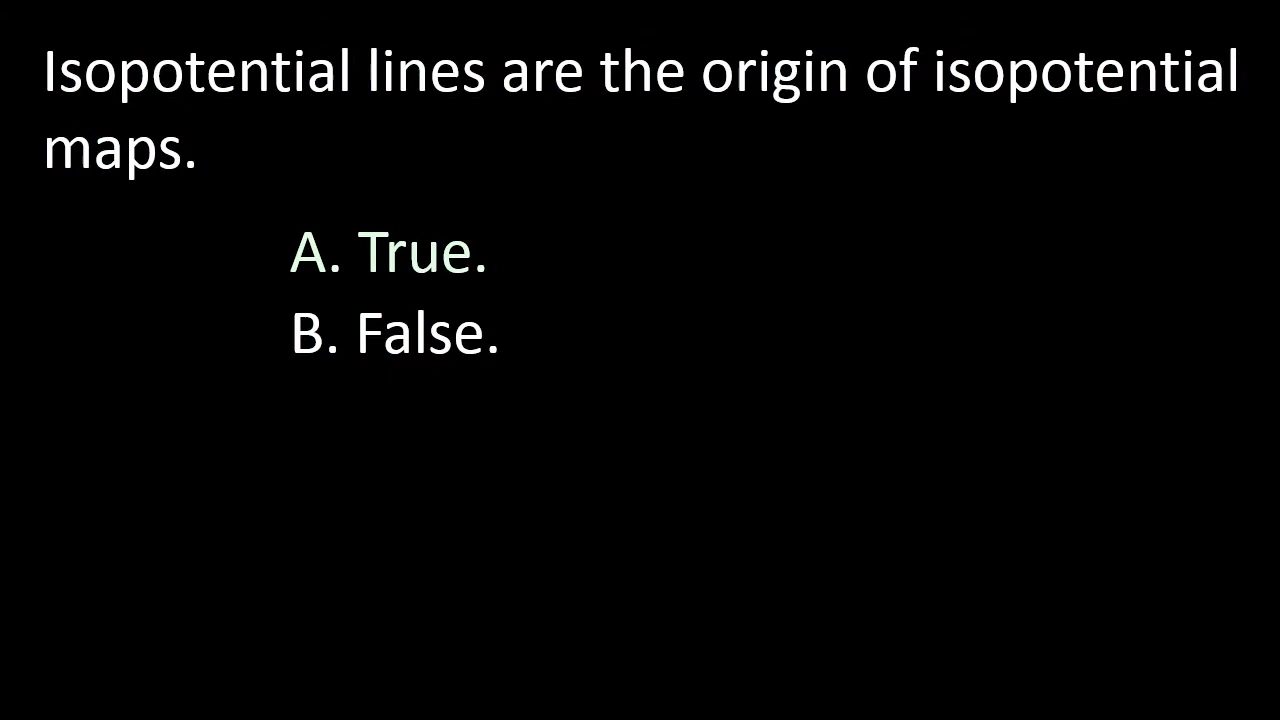 Isopotential lines are the origin of isopotential
maps.
A. True.
B. False.